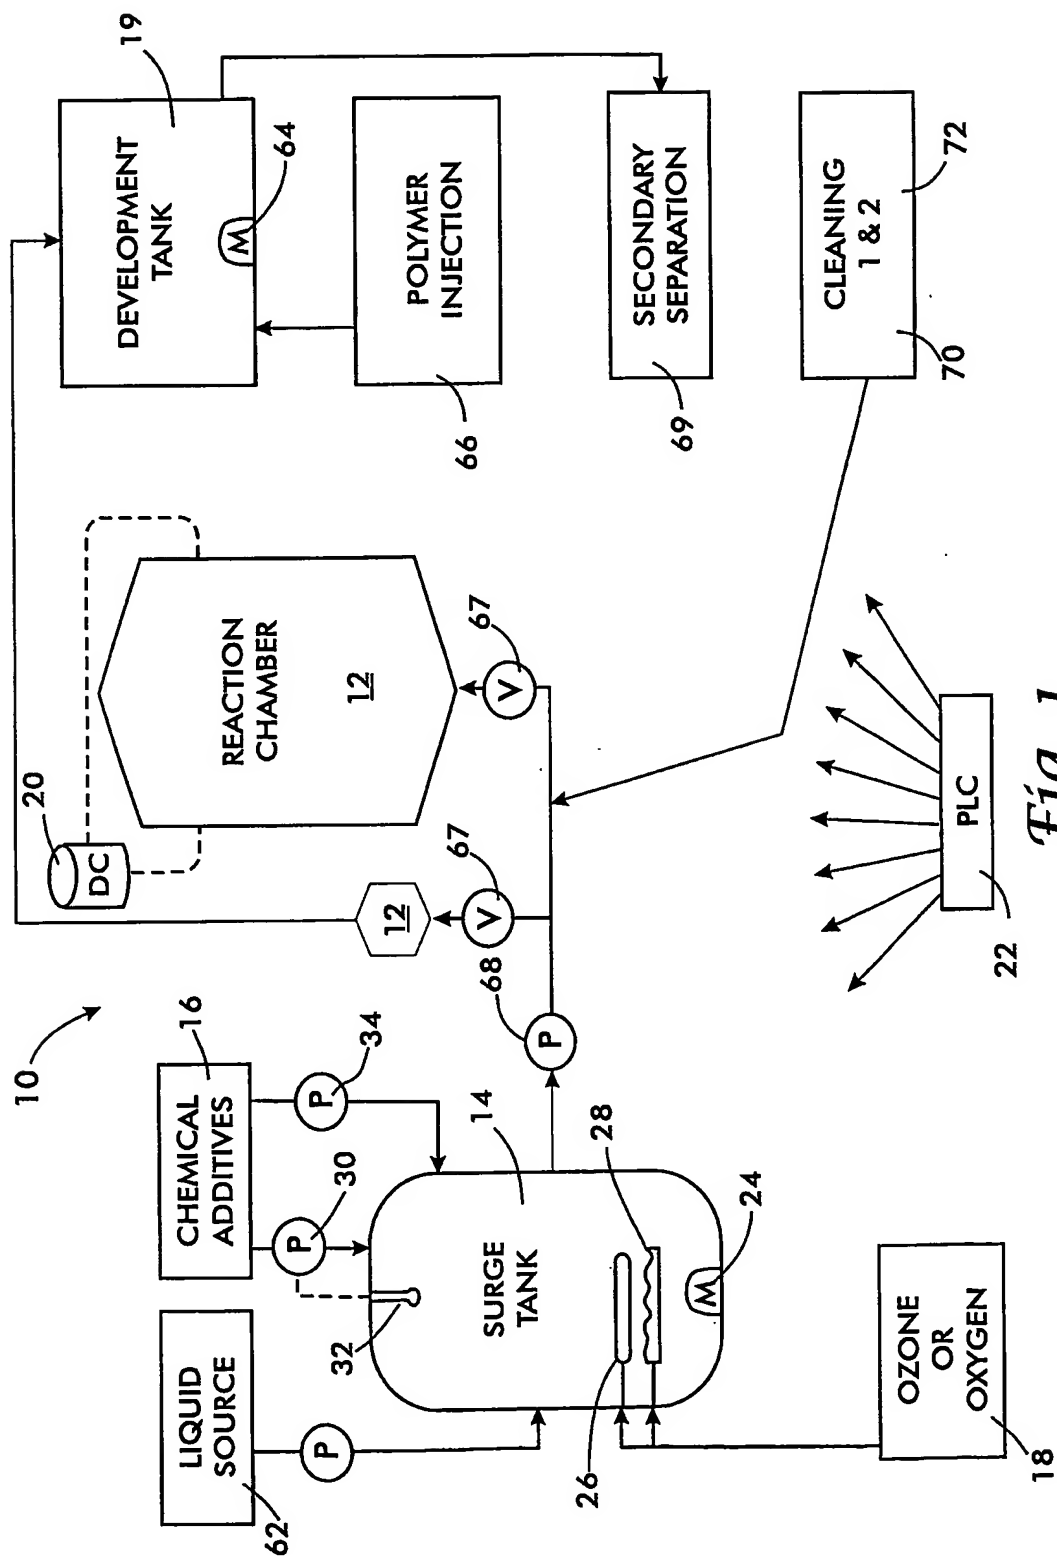 10
LIQUID
SOURCE
62
P
CHEMICAL
ADDITIVES
16
P
30
P
34
32
SURGE
TANK
14
26
28
M
24
OZONE
OR
OXYGEN
18
P
68
V
67
12
V
67
DC
20
REACTION
CHAMBER
12
PLC
22
DEVELOPMENT
TANK
19
M
64
POLYMER
INJECTION
66
SECONDARY
SEPARATION
69
CLEANING
1 & 2
70
72
Fig. 1